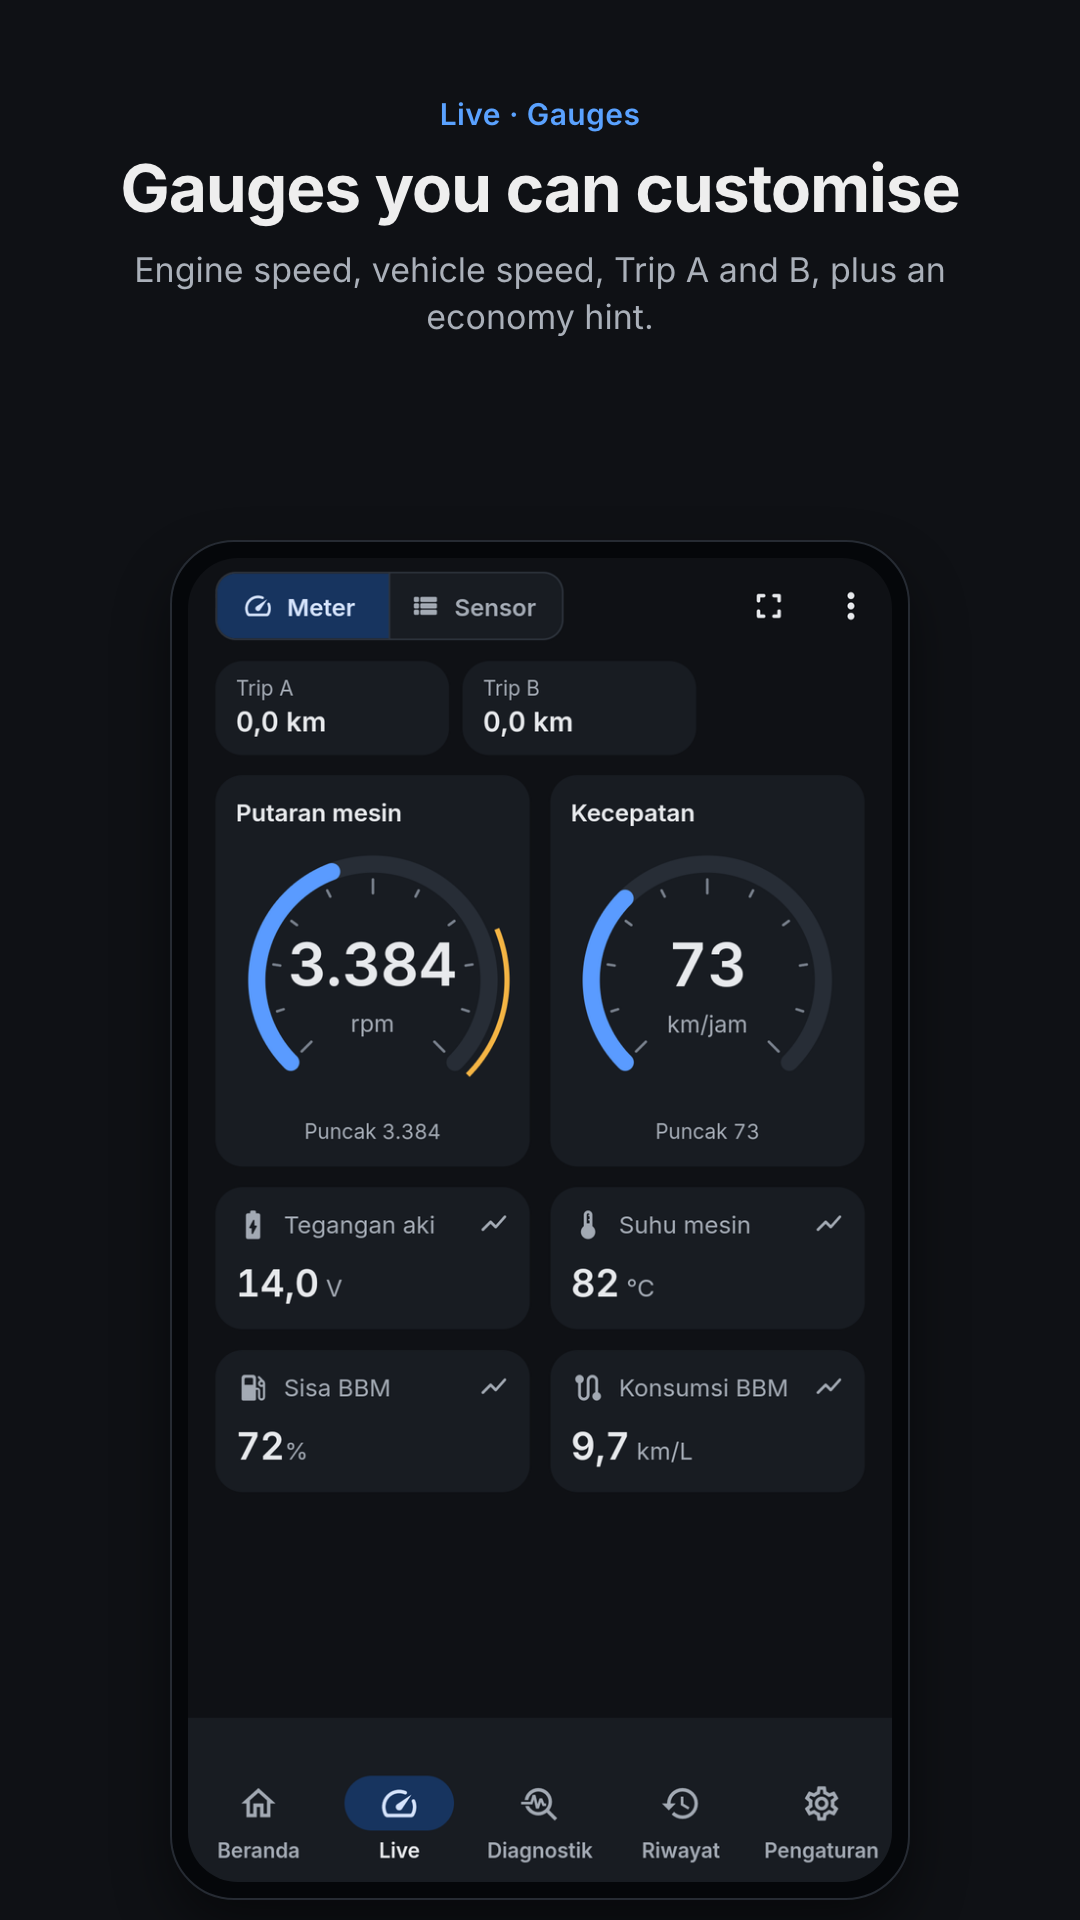 Live · Gauges
Gauges you can customise
Engine speed, vehicle speed, Trip A and B, plus an
economy hint.
Meter
Sensor
Trip A
0,0 km
Trip B
0,0 km
Putaran mesin
3.384
rpm
Puncak 3.384
Kecepatan
73
km/jam
Puncak 73
Tegangan aki
14,0 V
Suhu mesin
82 °C
Sisa BBM
72%
Konsumsi BBM
9,7 km/L
Beranda
Live
Diagnostik
Riwayat
Pengaturan